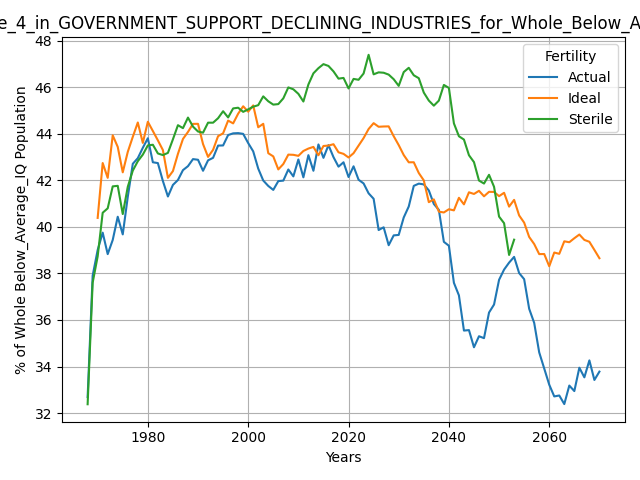 e_4_in_GOVERNMENT_SUPPORT_DECLINING_INDUSTRIES_for_Whole_Below_A
Fertility
Actual
Ideal
Sterile
% of Whole Below_Average_IQ Population
48
46
44
42
40
38
36
34
32
1980
2000
2020
2040
2060
Years